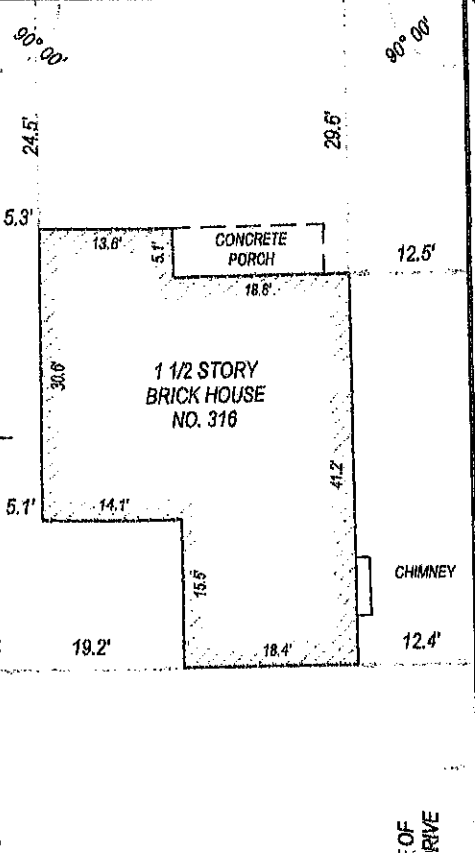 90° 00'
90° 00'
24.5'
29.6'
5.3'
13.6'
5.1'
CONCRETE
PORCH
12.5'
18.6'
1 1/2 STORY
BRICK HOUSE
NO. 316
30.6'
41.2'
5.1'
14.1'
15.5'
CHIMNEY
19.2'
18.4'
12.4'
OF